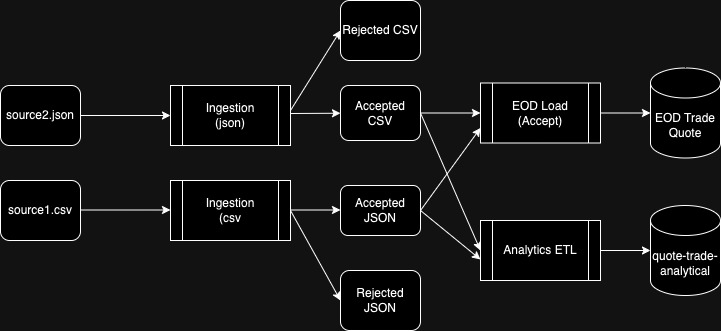 Rejected CSV
source2.json
Ingestion
(json)
Accepted
CSV
EOD Load
(Accept)
EOD Trade
Quote
source1.csv
Ingestion
(csv
Accepted
JSON
Analytics ETL
quote-trade-
analytical
Rejected
JSON